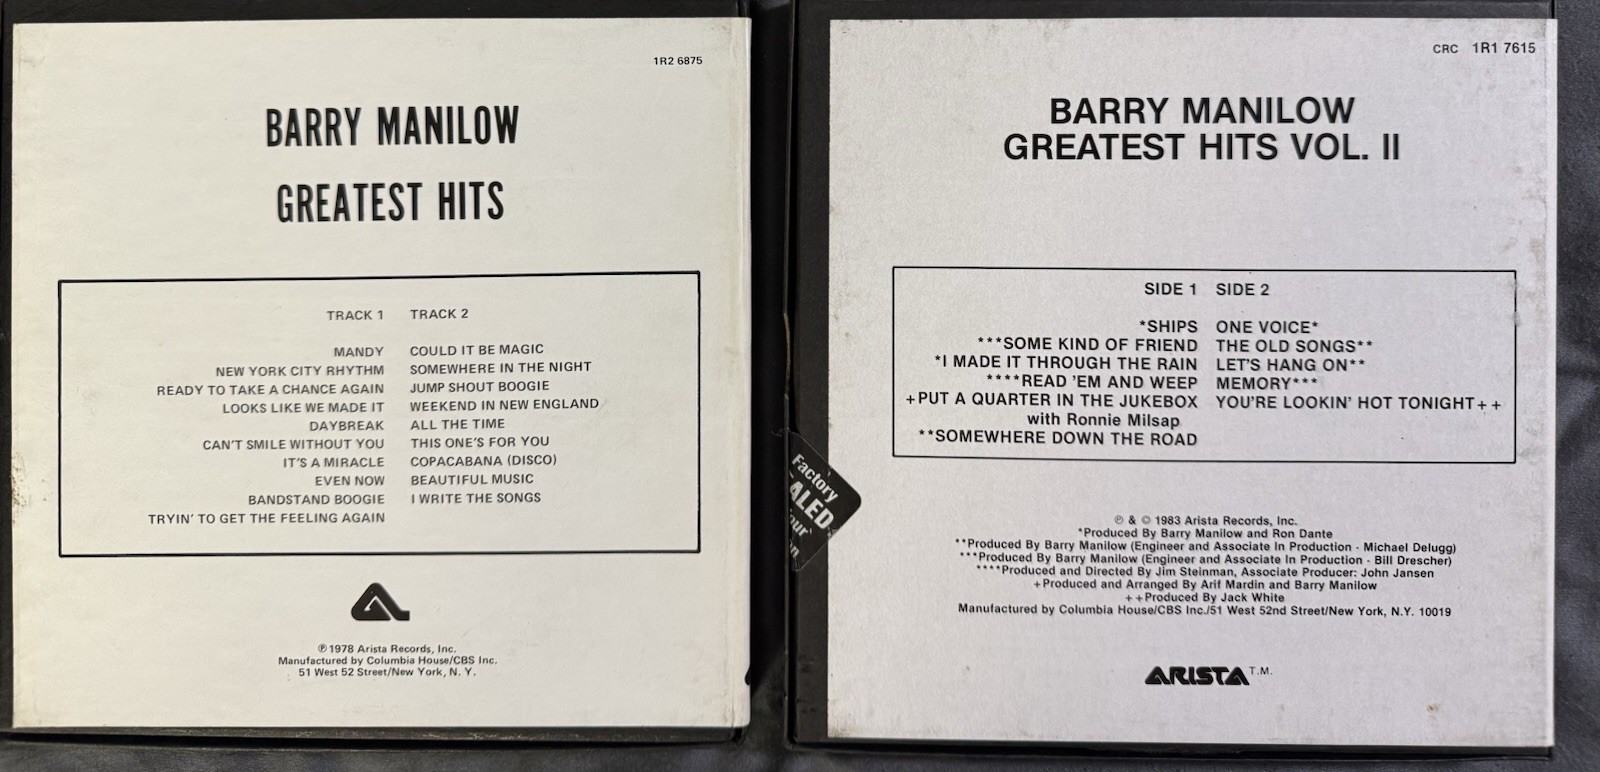 1R2 6875
BARRY MANILOW
GREATEST HITS
TRACK 1 TRACK 2
MANDY COULD IT BE MAGIC
NEW YORK CITY RHYTHM SOMEWHERE IN THE NIGHT
READY TO TAKE A CHANCE AGAIN JUMP SHOUT BOOGIE
LOOKS LIKE WE MADE IT WEEKEND IN NEW ENGLAND
DAYBREAK ALL THE TIME
CAN'T SMILE WITHOUT YOU THIS ONE'S FOR YOU
IT'S A MIRACLE COPACABANA (DISCO)
EVEN NOW BEAUTIFUL MUSIC
BANDSTAND BOOGIE I WRITE THE SONGS
TRYIN' TO GET THE FEELING AGAIN
℗ 1978 Arista Records, Inc.
Manufactured by Columbia House/CBS Inc.
51 West 52 Street/New York, N. Y.
CRC 1R1 7615
BARRY MANILOW
GREATEST HITS VOL. II
SIDE 1 SIDE 2
*SHIPS ONE VOICE*
***SOME KIND OF FRIEND THE OLD SONGS**
*I MADE IT THROUGH THE RAIN LET'S HANG ON**
****READ 'EM AND WEEP MEMORY***
+PUT A QUARTER IN THE JUKEBOX YOU'RE LOOKIN' HOT TONIGHT++
with Ronnie Milsap
**SOMEWHERE DOWN THE ROAD
℗ & © 1983 Arista Records, Inc.
*Produced By Barry Manilow and Ron Dante
**Produced By Barry Manilow (Engineer and Associate In Production - Michael Delugg)
***Produced By Barry Manilow (Engineer and Associate In Production - Bill Drescher)
****Produced and Directed By Jim Steinman, Associate Producer: John Jansen
+Produced and Arranged By Arif Mardin and Barry Manilow
++Produced By Jack White
Manufactured by Columbia House/CBS Inc./51 West 52nd Street/New York, N.Y. 10019
ARISTA T.M.
Factory